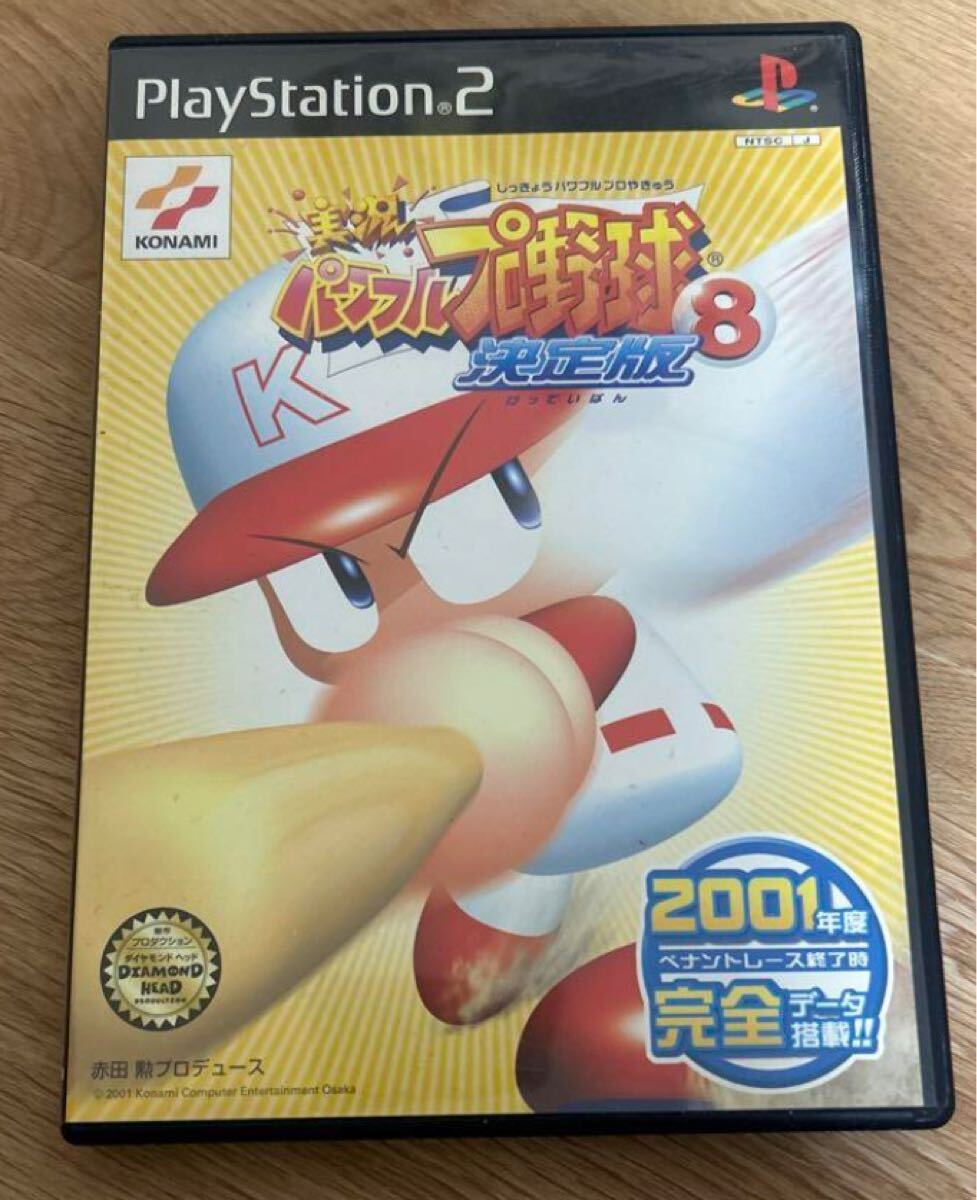 PlayStation®2
NTSC J
KONAMI
じっきょうパワフルプロやきゅう
実況
パワフルプロ野球®8
決定版
けっていばん
K
2001年度
ペナントレース終了時
完全データ搭載!!
制作
プロダクション
ダイヤモンド ヘッド
DIAMOND
HEAD
PRODUCTION
赤田 勲プロデュース
© 2001 Konami Computer Entertainment Osaka